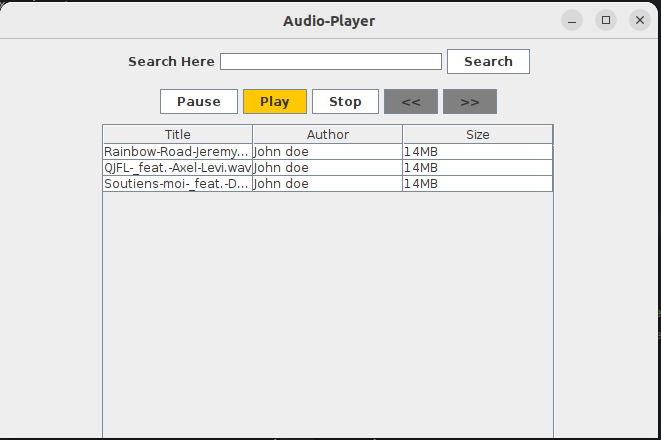 Audio-Player
Search Here Search
Pause Play Stop << >>
Title Author Size
Rainbow-Road-Jeremy... John doe 14MB
QJFL-_feat.-Axel-Levi.wav John doe 14MB
Soutiens-moi-_feat.-D... John doe 14MB